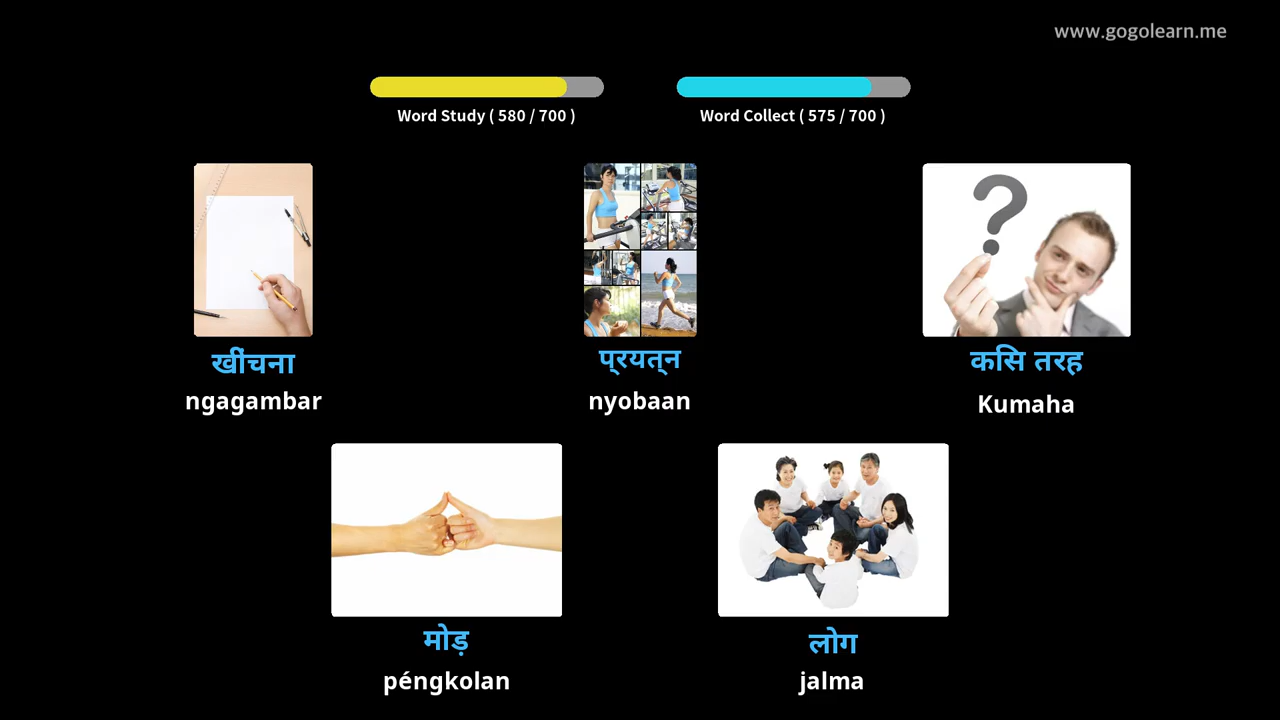 www.gogolearn.me
Word Study ( 580 / 700 )
Word Collect ( 575 / 700 )
खींचना
ngagambar
प्रयत्न
nyobaan
कसि तरह
Kumaha
मोड़
péngkolan
लोग
jalma